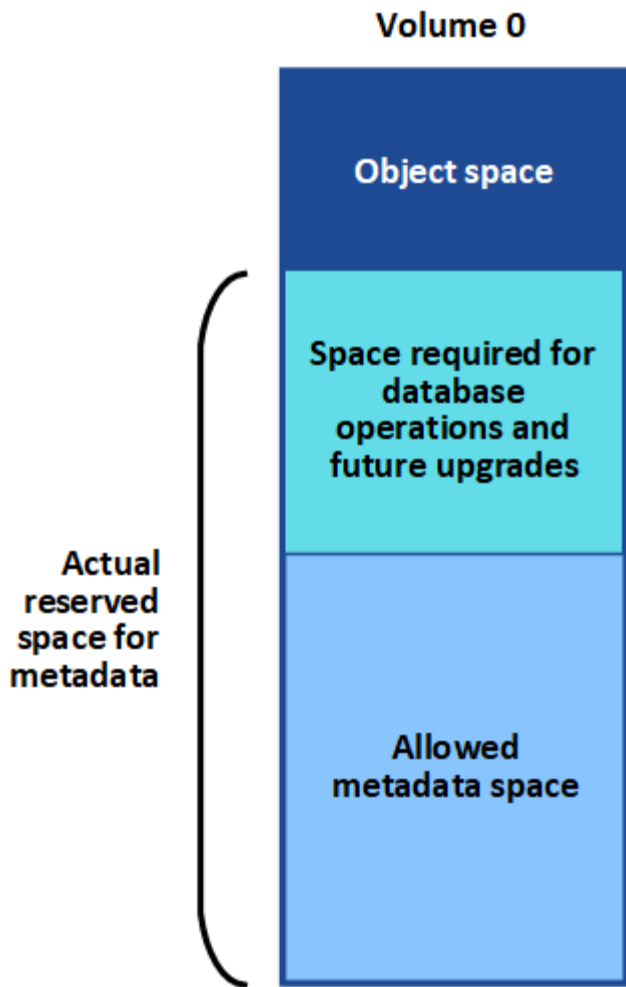 Volume 0
Object space
Space required for
database
operations and
future upgrades
Actual
reserved
space for
metadata
Allowed
metadata space